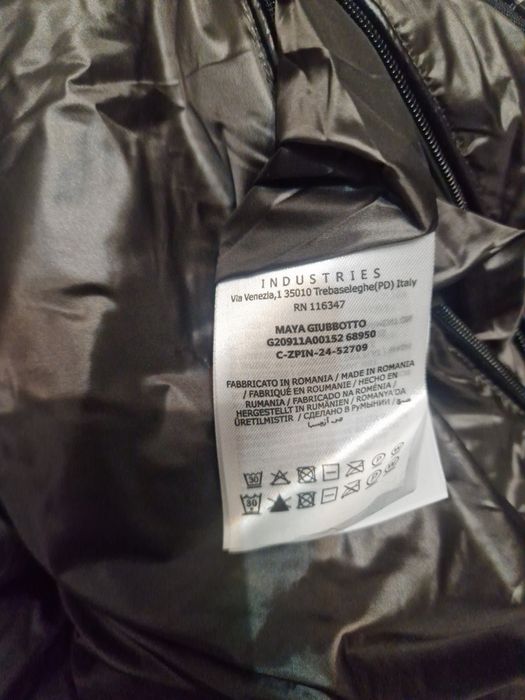 INDUSTRIES
Via Venezia,1 35010 Trebaseleghe(PD) Italy
RN 116347
MAYA GIUBBOTTO
G20911A00152 68950
C-ZPIN-24-52709
FABBRICATO IN ROMANIA / MADE IN ROMANIA
/ FABRIQUÉ EN ROUMANIE / HECHO EN
RUMANIA / FABRICADO NA ROMÉNIA /
HERGESTELLT IN RUMÄNIEN / ROMANYA'DA
ÜRETILMISTIR / СДЕЛАНО В РУМЫНИИ /
30
30